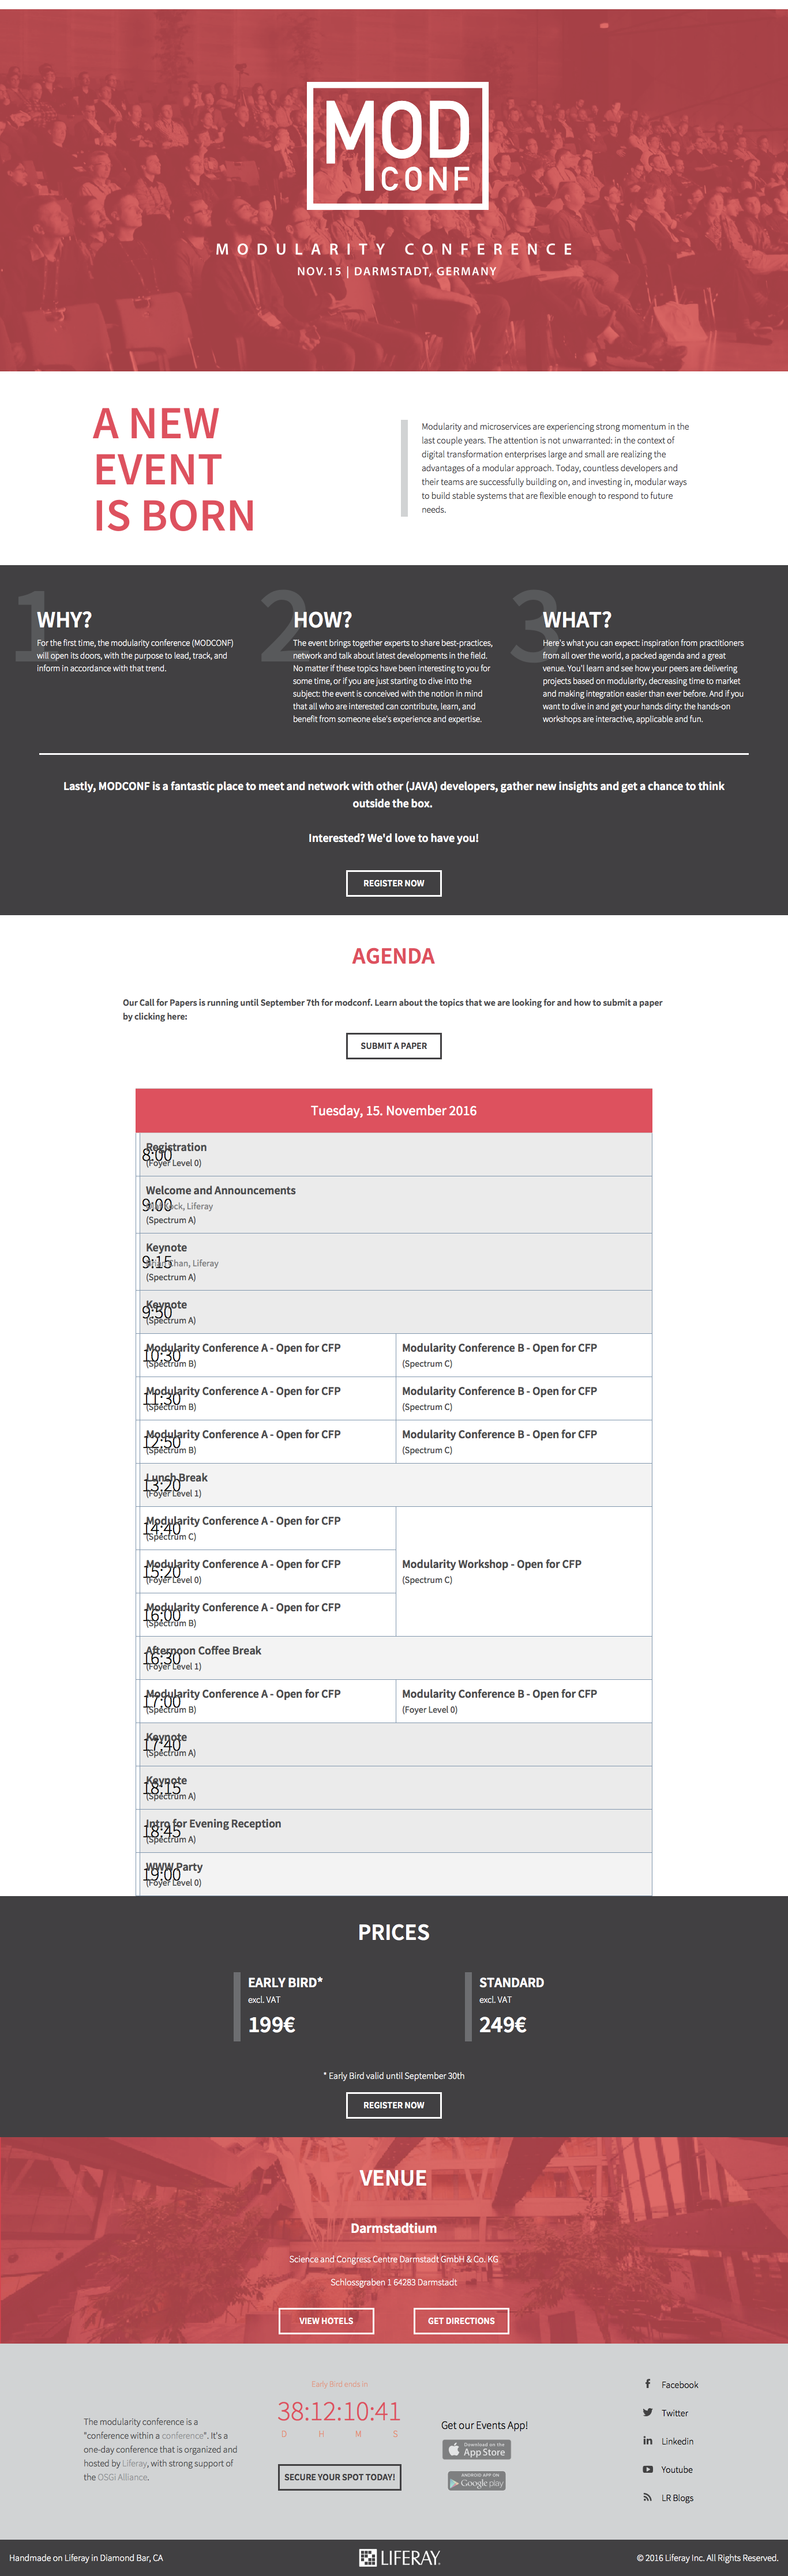 MOD
CONF
MODULARITY CONFERENCE
NOV.15 | DARMSTADT, GERMANY
A NEW
EVENT
IS BORN
Modularity and microservices are experiencing strong momentum in the
last couple years. The attention is not unwarranted: in the context of
digital transformation enterprises large and small are realizing the
advantages of a modular approach. Today, countless developers and
their teams are successfully building on, and investing in, modular ways
to build stable systems that are flexible enough to respond to future
needs.
1
WHY?
For the first time, the modularity conference (MODCONF)
will open its doors, with the purpose to lead, track, and
inform in accordance with that trend.
2
HOW?
The event brings together experts to share best-practices,
network and talk about latest developments in the field.
No matter if these topics have been interesting to you for
some time, or if you are just starting to dive into the
subject: the event is conceived with the notion in mind
that all who are interested can contribute, learn, and
benefit from someone else's experience and expertise.
3
WHAT?
Here's what you can expect: inspiration from practitioners
from all over the world, a packed agenda and a great
venue. You'll learn and see how your peers are delivering
projects based on modularity, decreasing time to market
and making integration easier than ever before. And if you
want to dive in and get your hands dirty: the hands-on
workshops are interactive, applicable and fun.
Lastly, MODCONF is a fantastic place to meet and network with other (JAVA) developers, gather new insights and get a chance to think
outside the box.
Interested? We'd love to have you!
REGISTER NOW
AGENDA
Our Call for Papers is running until September 7th for modconf. Learn about the topics that we are looking for and how to submit a paper
by clicking here:
SUBMIT A PAPER
Tuesday, 15. November 2016
8:00
Registration
(Foyer Level 0)
9:00
Welcome and Announcements
Liferay
(Spectrum A)
9:15
Keynote
Chan, Liferay
(Spectrum A)
9:50
Keynote
(Spectrum A)
10:30
Modularity Conference A - Open for CFP
(Spectrum B)
Modularity Conference B - Open for CFP
(Spectrum C)
11:30
Modularity Conference A - Open for CFP
(Spectrum B)
Modularity Conference B - Open for CFP
(Spectrum C)
12:50
Modularity Conference A - Open for CFP
(Spectrum B)
Modularity Conference B - Open for CFP
(Spectrum C)
13:20
Lunch Break
(Foyer Level 1)
14:40
Modularity Conference A - Open for CFP
(Spectrum C)
Modularity Workshop - Open for CFP
(Spectrum C)
15:20
Modularity Conference A - Open for CFP
(Foyer Level 0)
16:00
Modularity Conference A - Open for CFP
(Spectrum B)
16:30
Afternoon Coffee Break
(Foyer Level 1)
17:00
Modularity Conference A - Open for CFP
(Spectrum B)
Modularity Conference B - Open for CFP
(Foyer Level 0)
17:40
Keynote
(Spectrum A)
18:15
Keynote
(Spectrum A)
18:45
Intro for Evening Reception
(Spectrum A)
19:00
WWW Party
(Foyer Level 0)
PRICES
EARLY BIRD*
excl. VAT
199€
STANDARD
excl. VAT
249€
* Early Bird valid until September 30th
REGISTER NOW
VENUE
Darmstadtium
Science and Congress Centre Darmstadt GmbH & Co. KG
Schlossgraben 1 64283 Darmstadt
VIEW HOTELS
GET DIRECTIONS
The modularity conference is a
"conference within a conference". It's a
one-day conference that is organized and
hosted by Liferay, with strong support of
the OSGi Alliance.
Early Bird ends in
38:12:10:41
D H M S
SECURE YOUR SPOT TODAY!
Get our Events App!
Download on the
App Store
ANDROID APP ON
Google play
Facebook
Twitter
Linkedin
Youtube
LR Blogs
Handmade on Liferay in Diamond Bar, CA
LIFERAY
© 2016 Liferay Inc. All Rights Reserved.